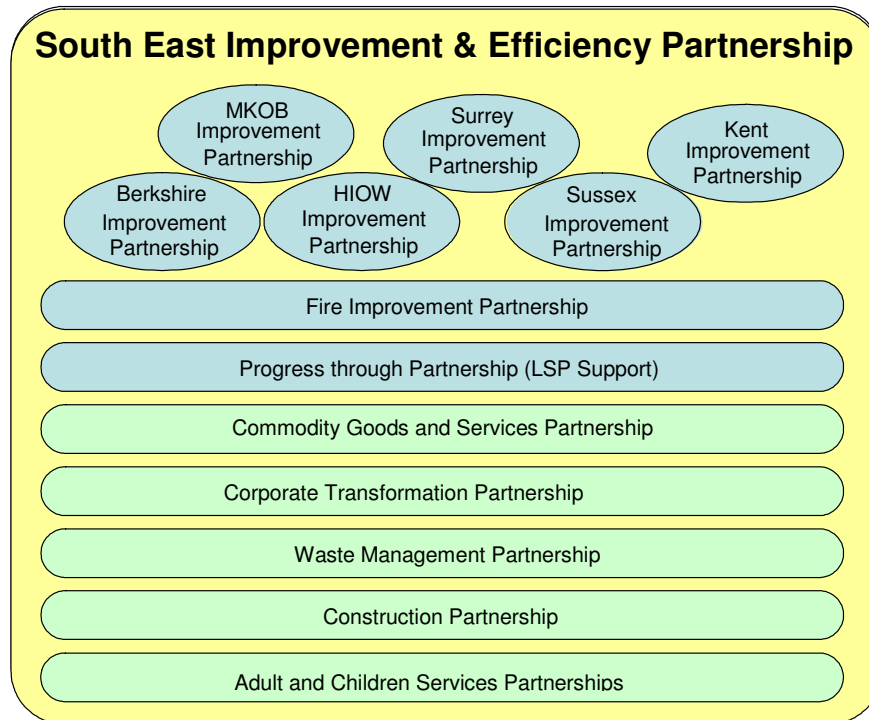 South East Improvement & Efficiency Partnership
MKOB
Improvement
Partnership
Surrey
Improvement
Partnership
Kent
Improvement
Partnership
Berkshire
Improvement
Partnership
HIOW
Improvement
Partnership
Sussex
Improvement
Partnership
Fire Improvement Partnership
Progress through Partnership (LSP Support)
Commodity Goods and Services Partnership
Corporate Transformation Partnership
Waste Management Partnership
Construction Partnership
Adult and Children Services Partnerships